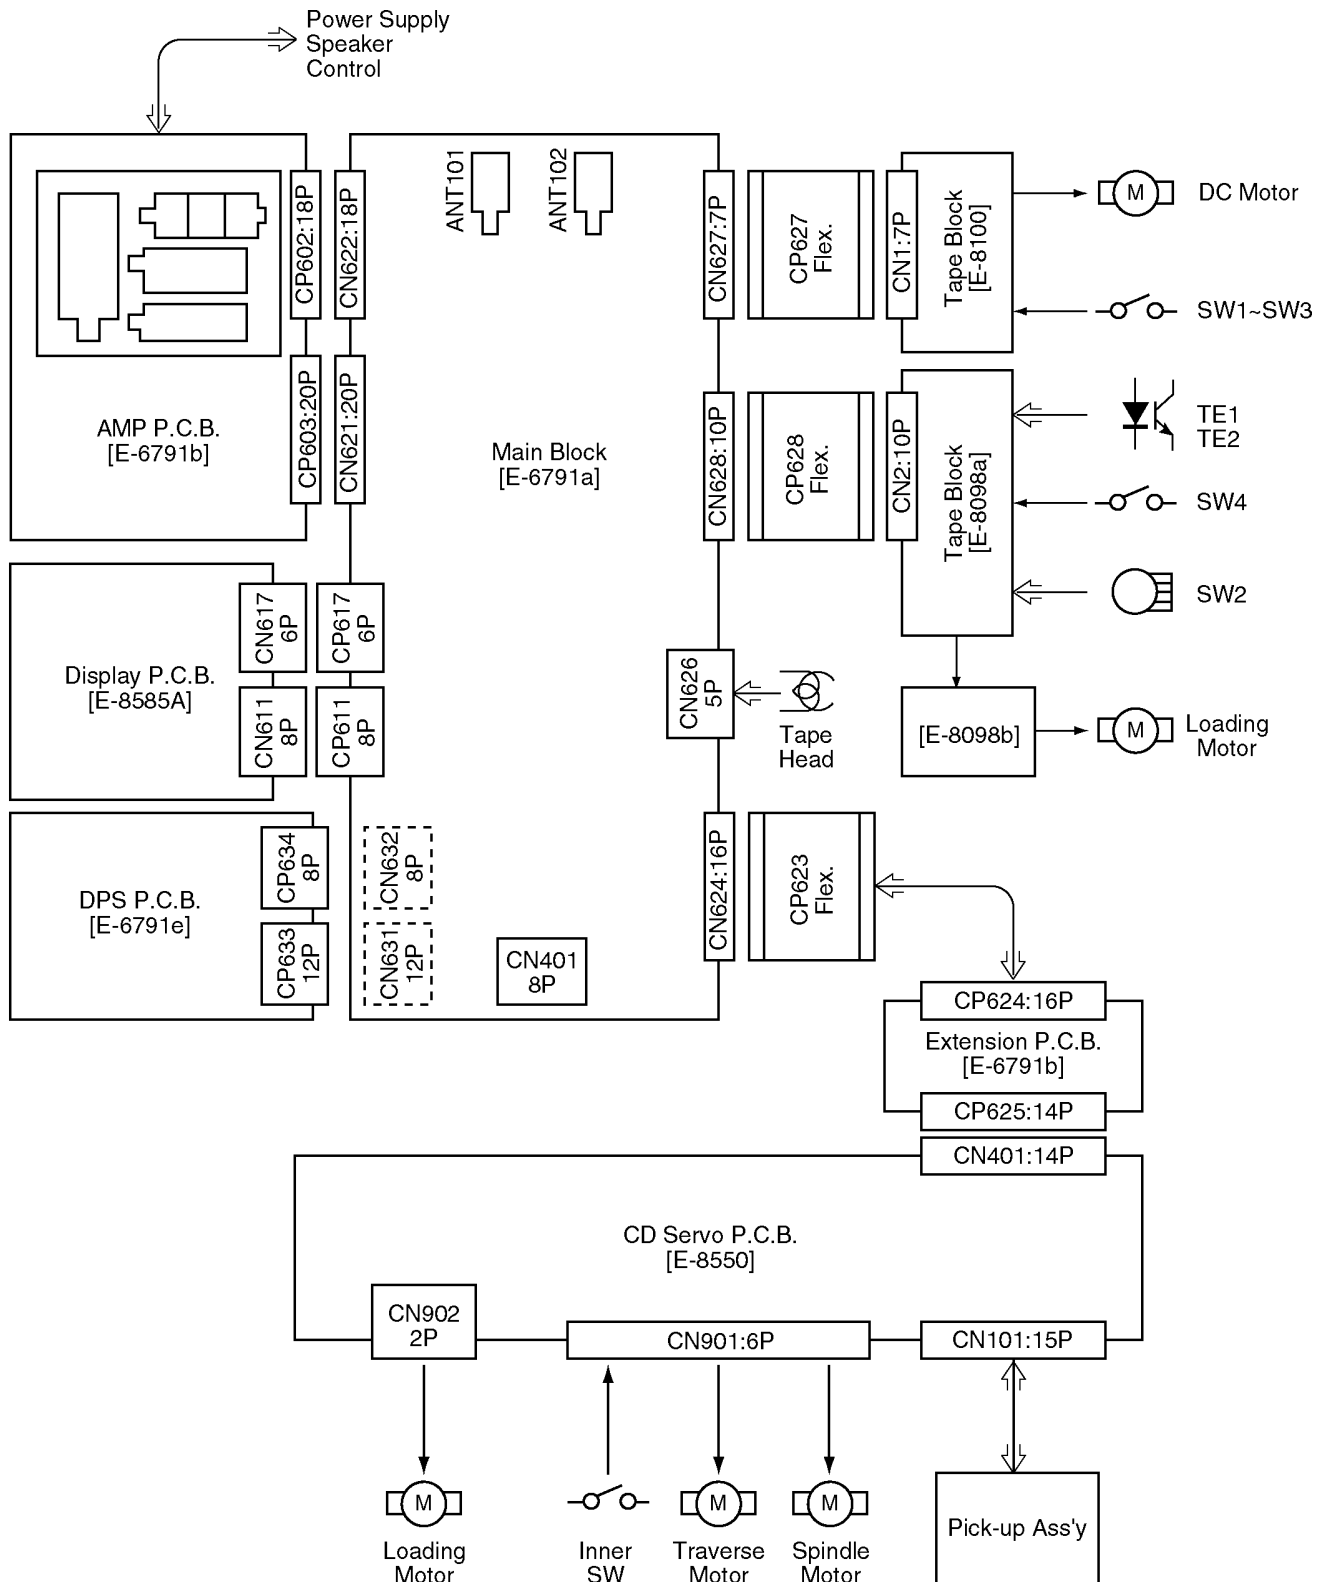 Power Supply
Speaker
Control
ANT101
ANT102
CP602:18P
CN622:18P
CN627:7P
CP627
Flex.
CN1:7P
Tape Block
[E-8100]
M
DC Motor
SW1~SW3
CP603:20P
CN621:20P
AMP P.C.B.
[E-6791b]
Main Block
[E-6791a]
CN628:10P
CP628
Flex.
CN2:10P
Tape Block
[E-8098a]
TE1
TE2
SW4
SW2
Display P.C.B.
[E-8585A]
CN617
6P
CP617
6P
CN611
8P
CP611
8P
CN626
5P
Tape
Head
[E-8098b]
M
Loading
Motor
DPS P.C.B.
[E-6791e]
CP634
8P
CN632
8P
CP633
12P
CN631
12P
CN401
8P
CN624:16P
CP623
Flex.
CP624:16P
Extension P.C.B.
[E-6791b]
CP625:14P
CN401:14P
CD Servo P.C.B.
[E-8550]
CN902
2P
CN901:6P
CN101:15P
M
Loading
Motor
Inner
SW
M
Traverse
Motor
M
Spindle
Motor
Pick-up Ass'y